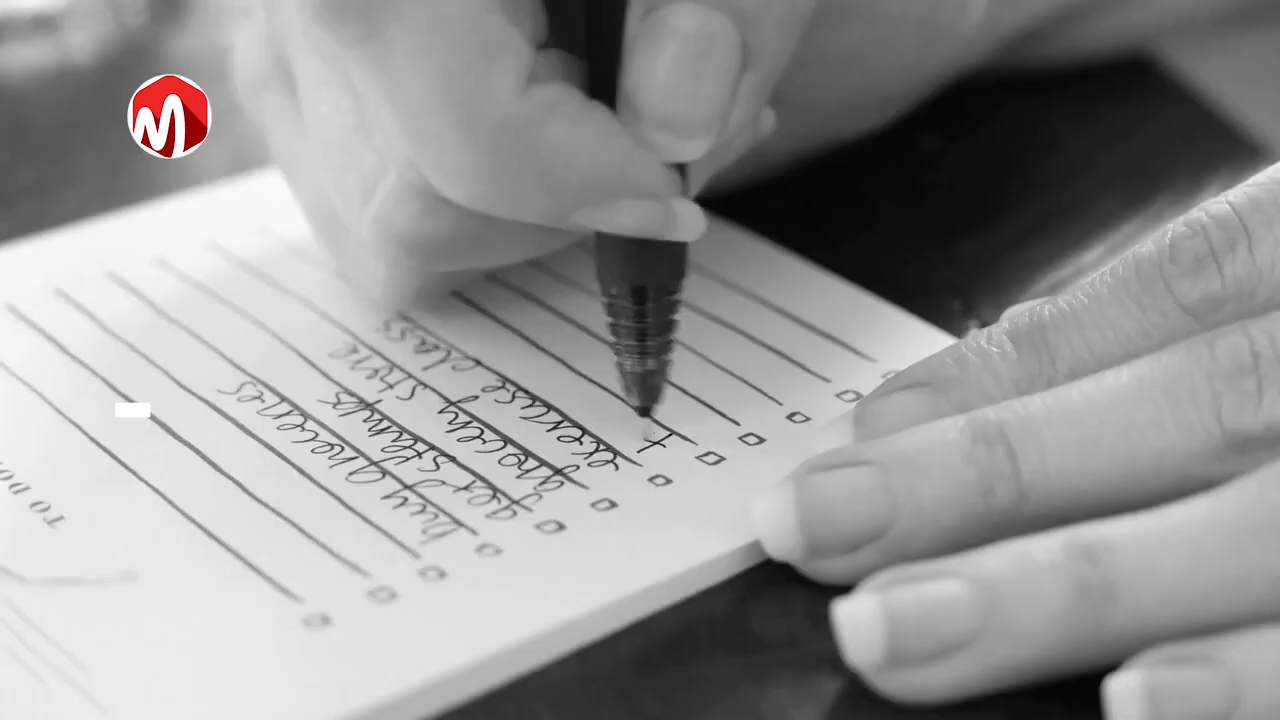 TO DO
buy groceries
get stamps
grocery store
exercise class
t
M